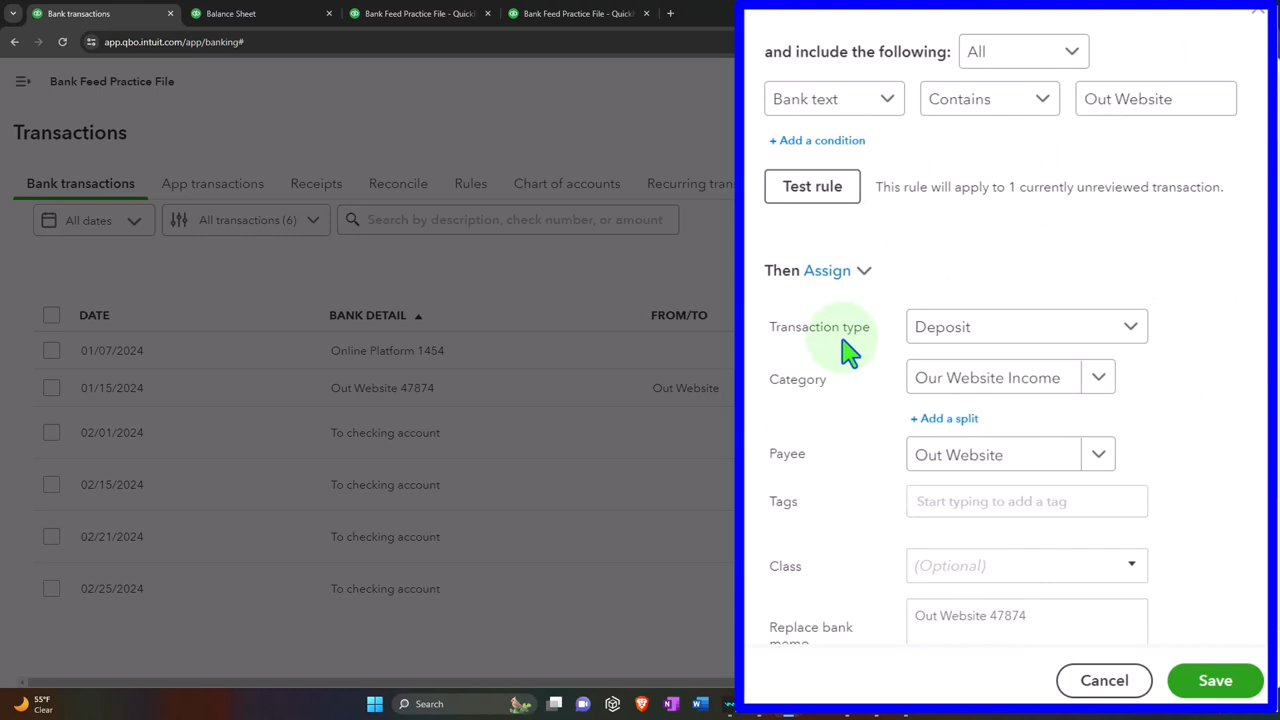 transactions
Balance Sheet
Bank Feed Practice File
Bank Feed Practice File - Quick
app.qbo.intuit.com/app/banking
Bank Feed Practice File
Transactions
Bank transactions
App transactions
Receipts
Reconcile
Rules
Chart of accounts
Recurring tran
All dates
All transactions (6)
Search by description, check number, or amount
DATE
BANK DETAIL
FROM/TO
01/07/2024
Online Platform 1454
01/15/2024
Out Website 47874
Out Website
02/01/2024
To checking account
02/15/2024
To checking account
02/21/2024
To checking account
02/25/2024
To checking account
55°F
Clear
Search
and include the following:
All
Bank text
Contains
Out Website
+ Add a condition
Test rule
This rule will apply to 1 currently unreviewed transaction.
Then Assign
Transaction type
Deposit
Category
Our Website Income
+ Add a split
Payee
Out Website
Tags
Start typing to add a tag
Class
(Optional)
Replace bank
memo
Out Website 47874
Cancel
Save